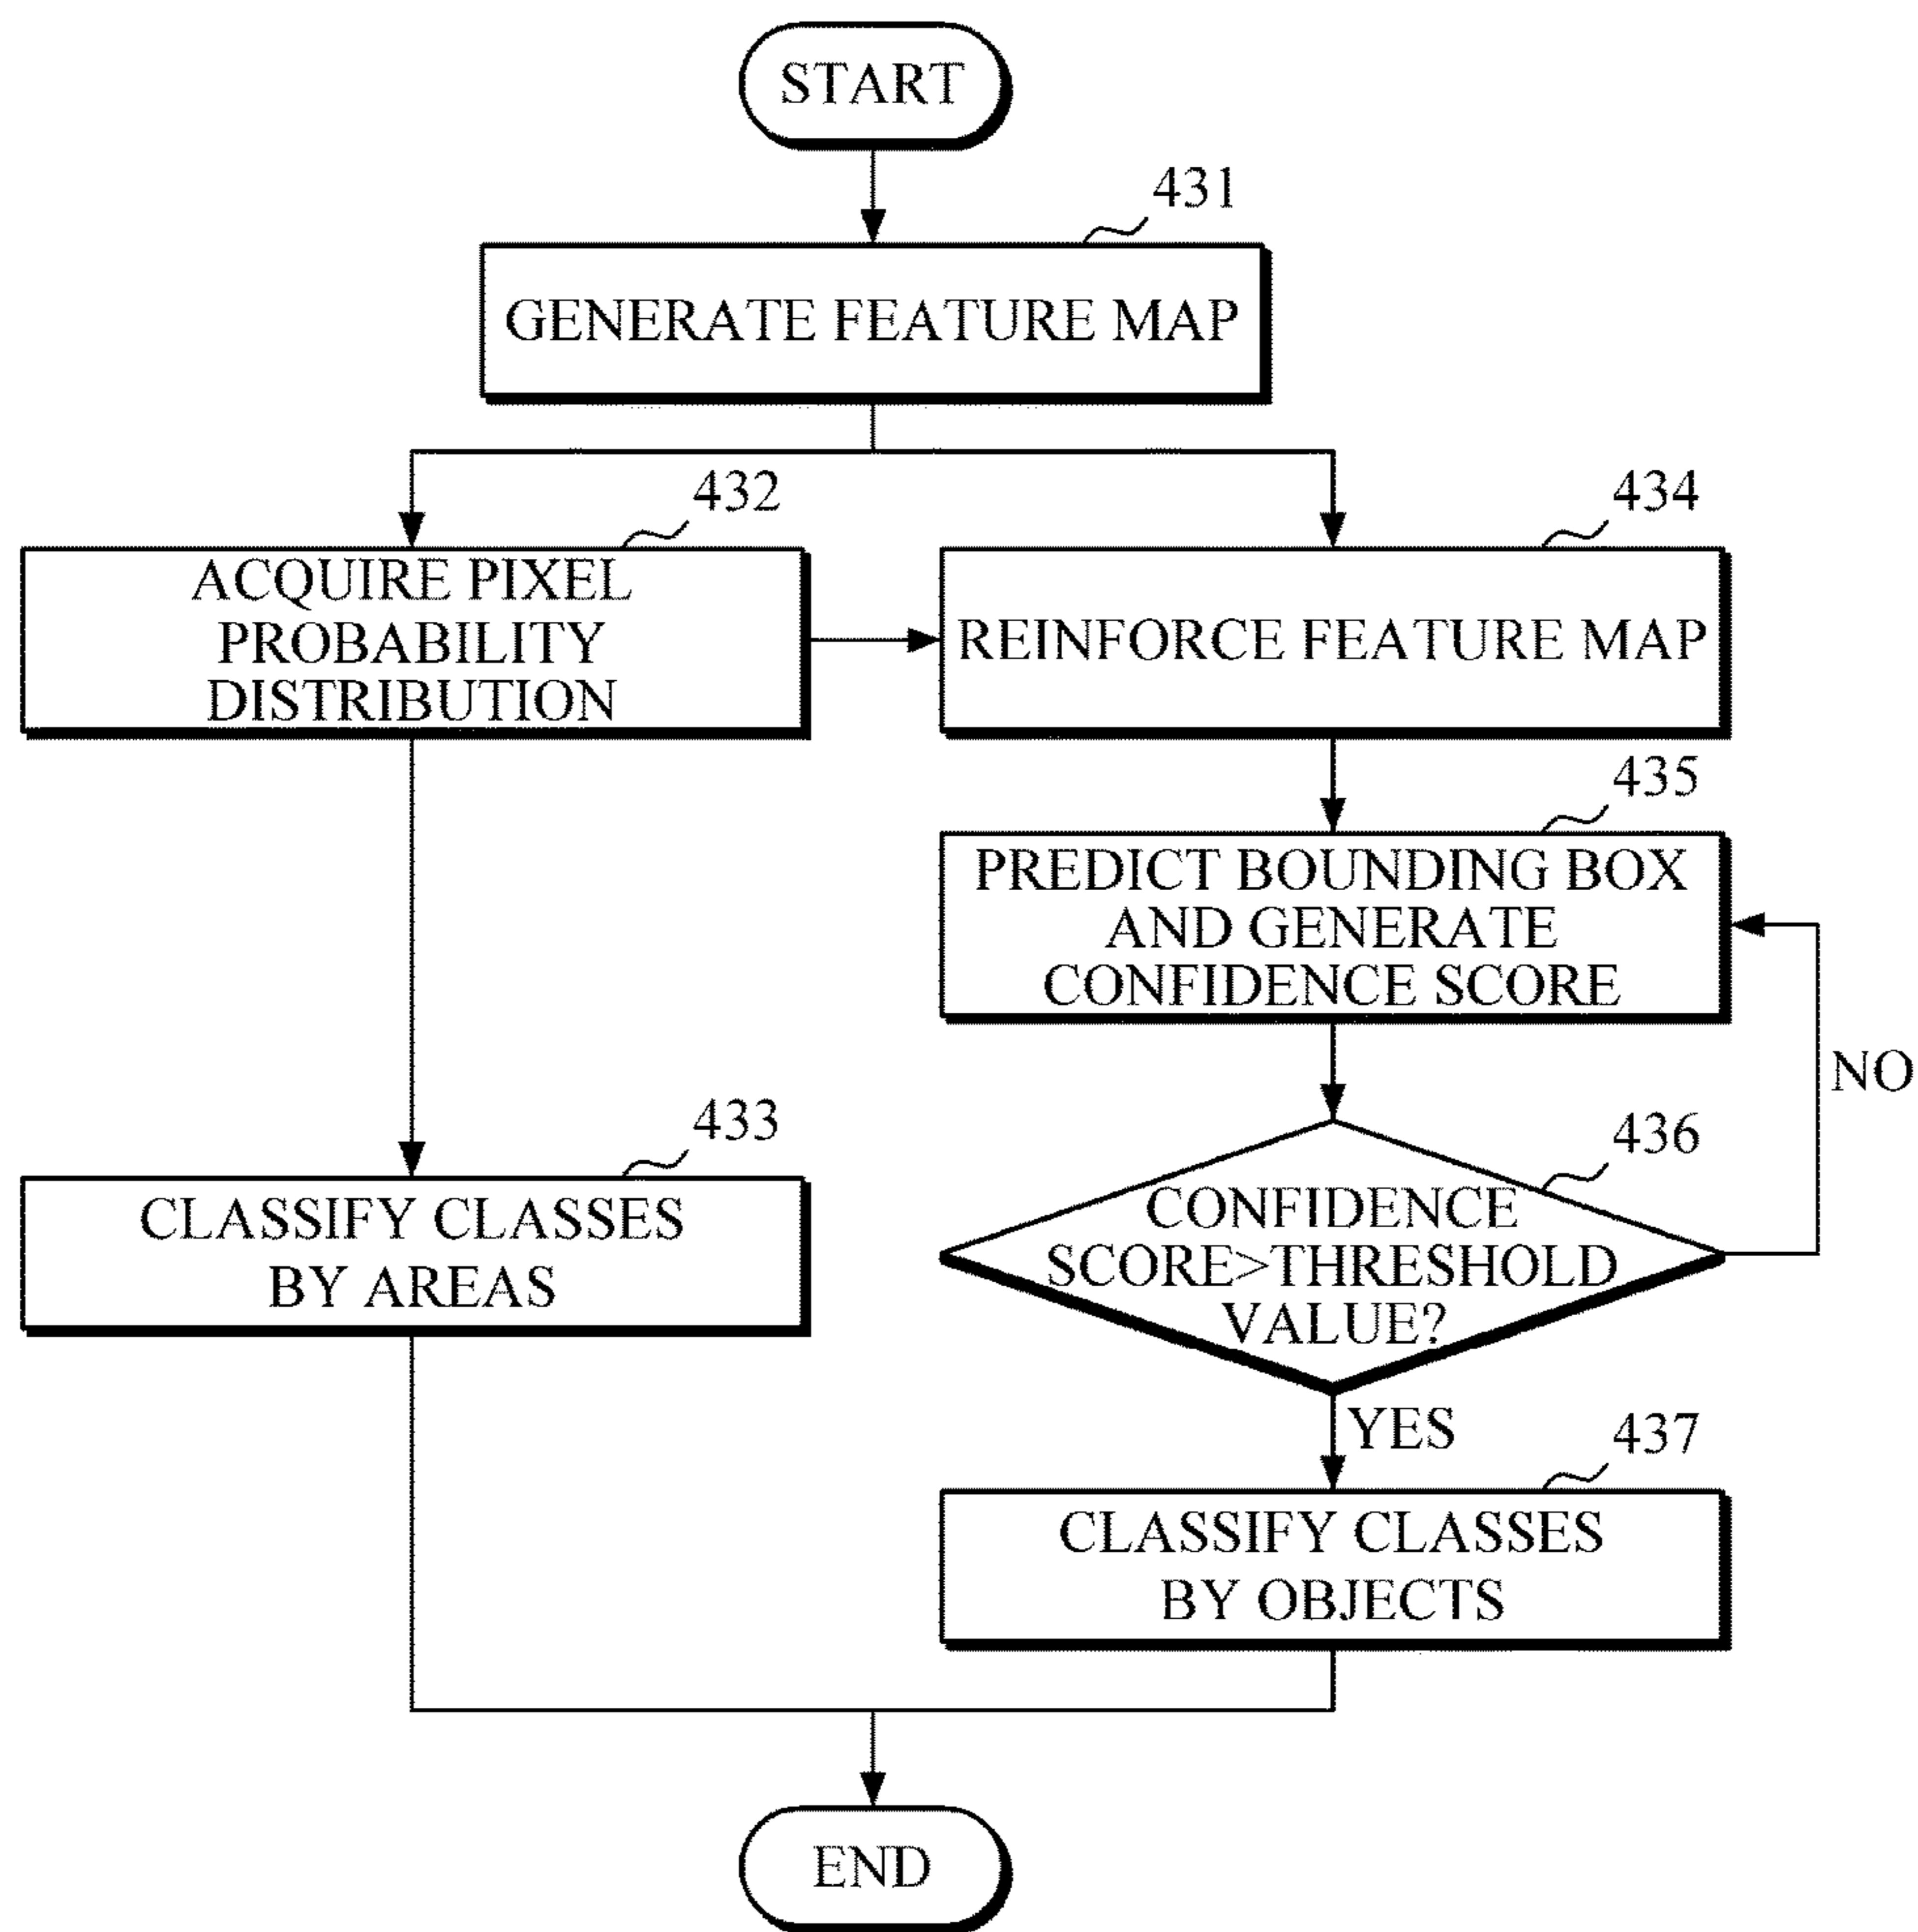 START
431
GENERATE FEATURE MAP
432
ACQUIRE PIXEL
PROBABILITY
DISTRIBUTION
434
REINFORCE FEATURE MAP
435
PREDICT BOUNDING BOX
AND GENERATE
CONFIDENCE SCORE
NO
433
CLASSIFY CLASSES
BY AREAS
436
CONFIDENCE
SCORE>THRESHOLD
VALUE?
YES
437
CLASSIFY CLASSES
BY OBJECTS
END